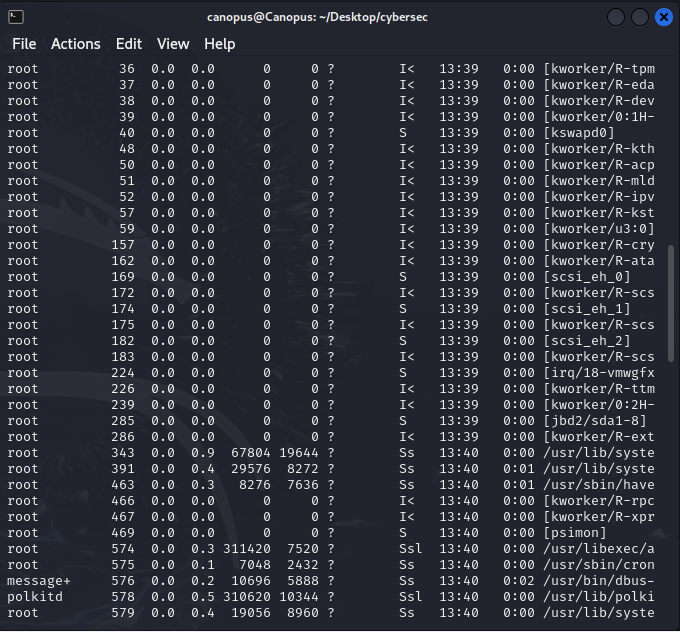 canopus@Canopus: ~/Desktop/cybersec
File Actions Edit View Help
root 36 0.0 0.0 0 0 ? I< 13:39 0:00 [kworker/R-tpm
root 37 0.0 0.0 0 0 ? I< 13:39 0:00 [kworker/R-eda
root 38 0.0 0.0 0 0 ? I< 13:39 0:00 [kworker/R-dev
root 39 0.0 0.0 0 0 ? I< 13:39 0:00 [kworker/0:1H-
root 40 0.0 0.0 0 0 ? S 13:39 0:00 [kswapd0]
root 48 0.0 0.0 0 0 ? I< 13:39 0:00 [kworker/R-kth
root 50 0.0 0.0 0 0 ? I< 13:39 0:00 [kworker/R-acp
root 51 0.0 0.0 0 0 ? I< 13:39 0:00 [kworker/R-mld
root 52 0.0 0.0 0 0 ? I< 13:39 0:00 [kworker/R-ipv
root 57 0.0 0.0 0 0 ? I< 13:39 0:00 [kworker/R-kst
root 59 0.0 0.0 0 0 ? I< 13:39 0:00 [kworker/u3:0]
root 157 0.0 0.0 0 0 ? I< 13:39 0:00 [kworker/R-cry
root 162 0.0 0.0 0 0 ? I< 13:39 0:00 [kworker/R-ata
root 169 0.0 0.0 0 0 ? S 13:39 0:00 [scsi_eh_0]
root 172 0.0 0.0 0 0 ? I< 13:39 0:00 [kworker/R-scs
root 174 0.0 0.0 0 0 ? S 13:39 0:00 [scsi_eh_1]
root 175 0.0 0.0 0 0 ? I< 13:39 0:00 [kworker/R-scs
root 182 0.0 0.0 0 0 ? S 13:39 0:00 [scsi_eh_2]
root 183 0.0 0.0 0 0 ? I< 13:39 0:00 [kworker/R-scs
root 224 0.0 0.0 0 0 ? S 13:39 0:00 [irq/18-vmwgfx
root 226 0.0 0.0 0 0 ? I< 13:39 0:00 [kworker/R-ttm
root 239 0.0 0.0 0 0 ? I< 13:39 0:00 [kworker/0:2H-
root 285 0.0 0.0 0 0 ? S 13:39 0:00 [jbd2/sda1-8]
root 286 0.0 0.0 0 0 ? I< 13:39 0:00 [kworker/R-ext
root 343 0.0 0.9 67804 19644 ? Ss 13:40 0:00 /usr/lib/syste
root 391 0.0 0.4 29576 8272 ? Ss 13:40 0:01 /usr/lib/syste
root 463 0.0 0.3 8276 7636 ? Ss 13:40 0:01 /usr/sbin/have
root 466 0.0 0.0 0 0 ? I< 13:40 0:00 [kworker/R-rpc
root 467 0.0 0.0 0 0 ? I< 13:40 0:00 [kworker/R-xpr
root 469 0.0 0.0 0 0 ? S 13:40 0:00 [psimon]
root 574 0.0 0.3 311420 7520 ? Ssl 13:40 0:00 /usr/libexec/a
root 575 0.0 0.1 7048 2432 ? Ss 13:40 0:00 /usr/sbin/cron
message+ 576 0.0 0.2 10696 5888 ? Ss 13:40 0:02 /usr/bin/dbus-
polkitd 578 0.0 0.5 310620 10344 ? Ssl 13:40 0:00 /usr/lib/polki
root 579 0.0 0.4 19056 8960 ? Ss 13:40 0:00 /usr/lib/syste